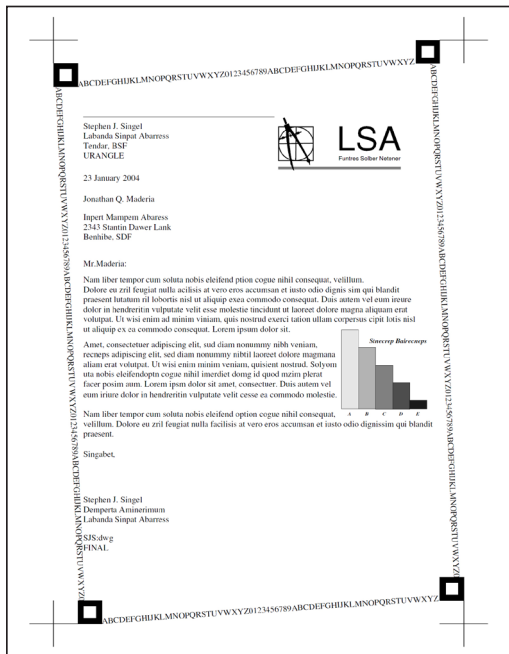 ABCDEFGHIJKLMNOPQRSTUVWXYZ0123456789ABCDEFGHIJKLMNOPQRSTUVWXYZ
ABCDEFGHIJKLMNOPQRSTUVWXYZ0123456789ABCDEFGHIJKLMNOPQRSTUVWXYZ0
ABCDEFGHIJKLMNOPQRSTUVWXYZ0123456789ABCDEFGHIJKLMNOPQRSTUVWXYZ0123456789ABCDEFGHIJKLMNOPQRSTUVWXYZ
Stephen J. Singel
Labanda Sinpat Abarress
Tendar, BSF
URANGLE
LSA
Funtres Solber Netener
23 January 2004
Jonathan Q. Maderia
Inpert Mampem Abaress
2343 Stantin Dawer Lank
Benhibe, SDF
Mr.Maderia:
Nam liber tempor cum soluta nobis eleifend ption cogue nihil consequat, velillum.
Dolore eu zril feugiat nulla acilisis at vero eros accumsan et iusto odio dignis sim qui blandit
praesent lutatum ril lobortis nisl ut aliquip exea commodo consequat. Duis autem vel eum ireure
dolor in hendreritin vulputate velit esse molestie tincidunt ut laoreet dolore magna aliquam erat
volutpat. Ut wisi enim ad minim viniam, quis nostrud exerci tation ullam corpersus cipit lotis nisl
ut aliquip ex ea commodo consequat. Lorem ipsum dolor sit.
Amet, consectetuer adipiscing elit, sud diam nonummy nibh veniam,
recneps adipiscing elit, sed diam nonummy nibtil laoreet dolore magmana
aliam erat volutpat. Ut wisi enim minim veniam, quisient nostrud. Solyom
uta nobis eleifendoptn cogue nihil imerdiet domg id quod mzim plerat
facer posim aum. Lorem ipsm dolor sit amet, consectuer. Duis autem vel
eum iriure dolor in hendreritin vulputate velit cesse ea commodo molestie.
Sinecrep Bairecneps
A B C D E
Nam liber tempor cum soluta nobis eleifend option cogue nihil consequat,
velillum. Dolore eu zril feugiat nulla facilisis at vero eros accumsan et iusto odio dignissim qui blandit
praesent.
Singabet,
Stephen J. Singel
Demperta Aminerimum
Labanda Sinpat Abarress
SJS:dwg
FINAL
ABCDEFGHIJKLMNOPQRSTUVWXYZ0123456789ABCDEFGHIJKLMNOPQRSTUVWXYZ